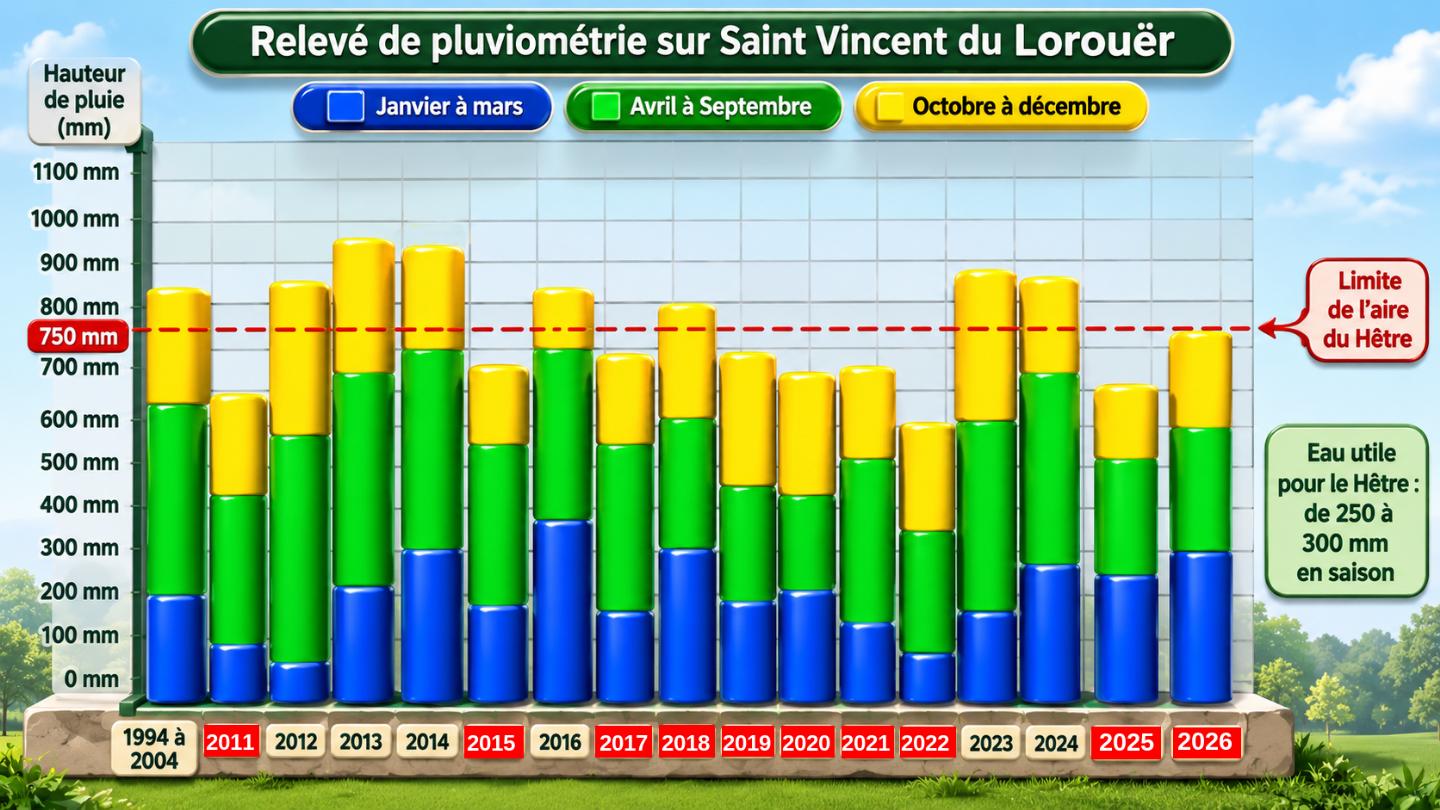 Relevé de pluviométrie sur Saint Vincent du Lorouër
Hauteur
de pluie
(mm)
Janvier à mars
Avril à Septembre
Octobre à décembre
1100 mm
1000 mm
900 mm
800 mm
750 mm
700 mm
600 mm
500 mm
400 mm
300 mm
200 mm
100 mm
0 mm
Limite
de l'aire
du Hêtre
Eau utile
pour le Hêtre :
de 250 à
300 mm
en saison
1994 à
2004
2011
2012
2013
2014
2015
2016
2017
2018
2019
2020
2021
2022
2023
2024
2025
2026